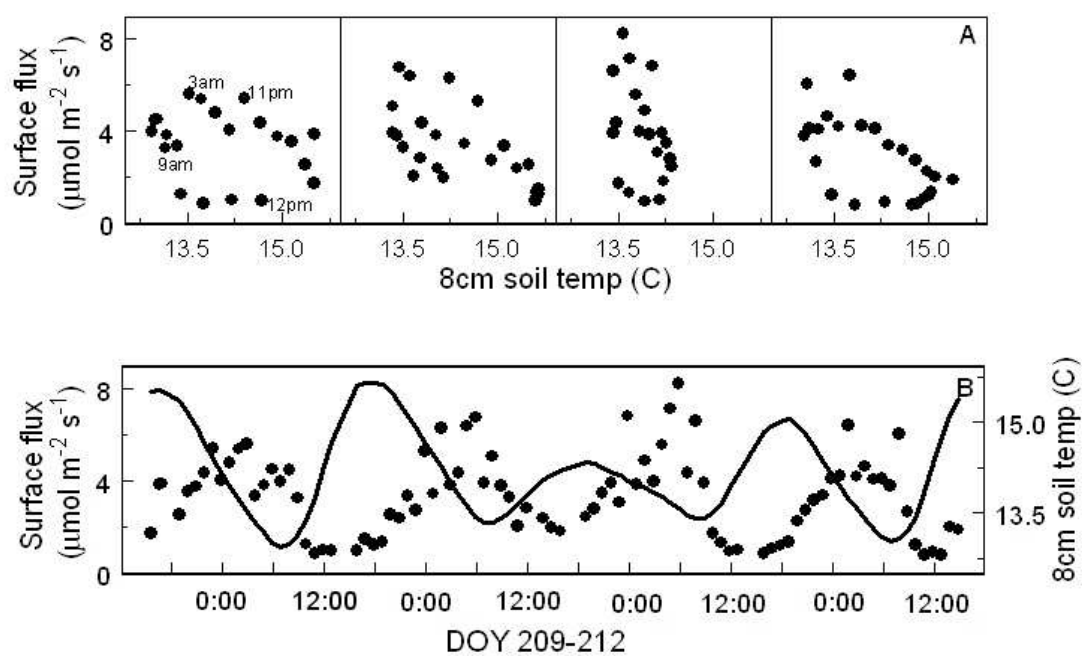 A
Surface flux
(μmol m⁻² s⁻¹)
8
4
0
3am
11pm
9am
12pm
13.5 15.0 13.5 15.0 13.5 15.0 13.5 15.0
8cm soil temp (C)
B
Surface flux
(μmol m⁻² s⁻¹)
8
4
0
15.0
13.5
8cm soil temp (C)
0:00 12:00 0:00 12:00 0:00 12:00 0:00 12:00
DOY 209-212